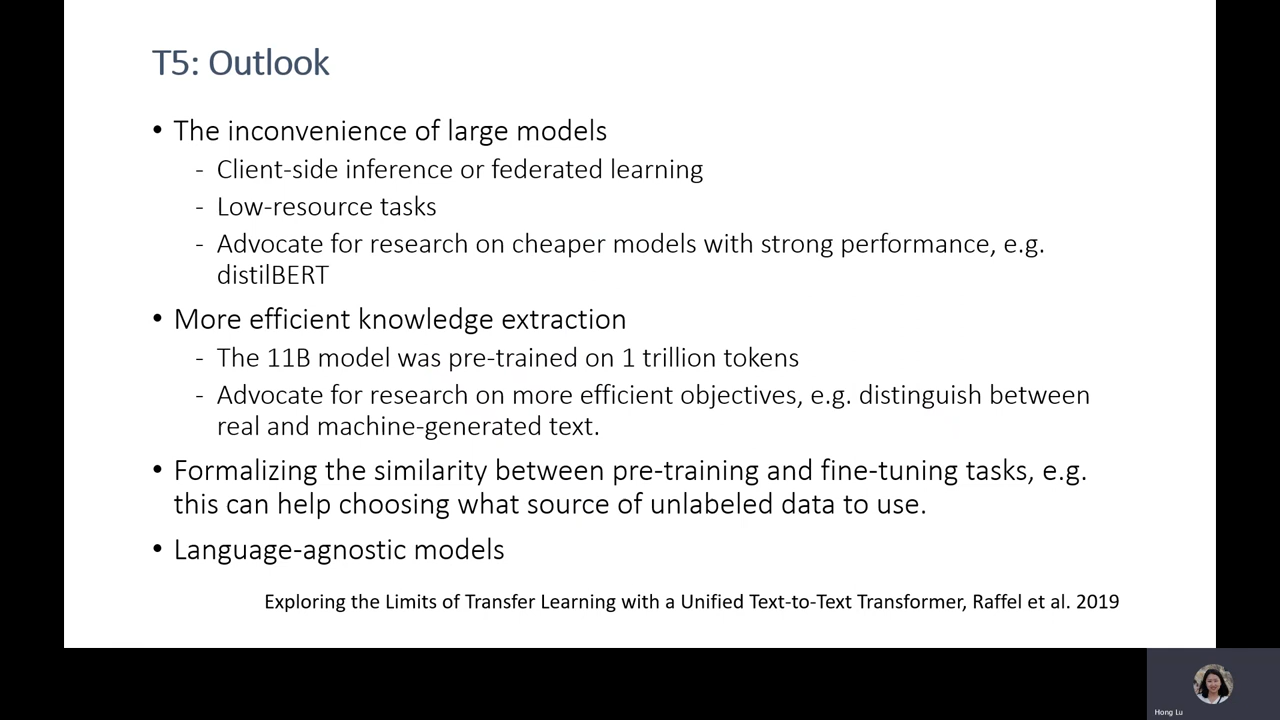 T5: Outlook
• The inconvenience of large models
- Client-side inference or federated learning
- Low-resource tasks
- Advocate for research on cheaper models with strong performance, e.g.
distilBERT
• More efficient knowledge extraction
- The 11B model was pre-trained on 1 trillion tokens
- Advocate for research on more efficient objectives, e.g. distinguish between
real and machine-generated text.
• Formalizing the similarity between pre-training and fine-tuning tasks, e.g.
this can help choosing what source of unlabeled data to use.
• Language-agnostic models
Exploring the Limits of Transfer Learning with a Unified Text-to-Text Transformer, Raffel et al. 2019
Hong Lu